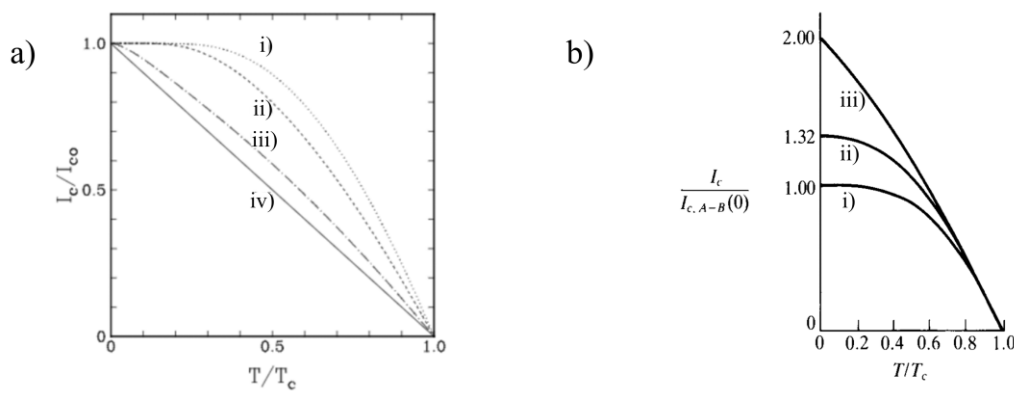 a)
I_c/I_co
1.0
0.5
0
i)
ii)
iii)
iv)
0
0.5
1.0
T/T_c
b)
I_c
I_{c, A-B}(0)
2.00
1.32
1.00
0
iii)
ii)
i)
0 0.2 0.4 0.6 0.8 1.0
T/T_c